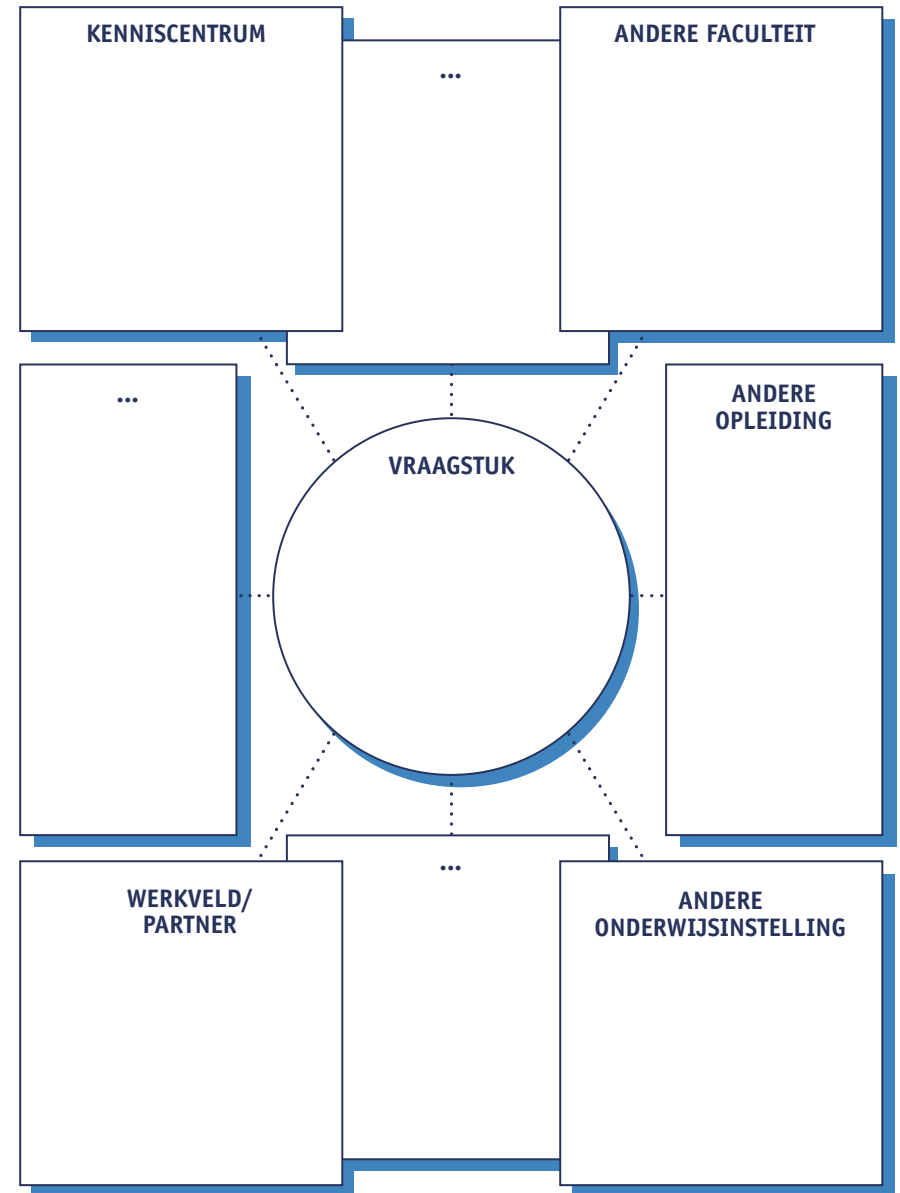 KENNISCENTRUM
...
ANDERE FACULTEIT
...
VRAAGSTUK
ANDERE
OPLEIDING
WERKVELD/
PARTNER
...
ANDERE
ONDERWIJSINSTELLING